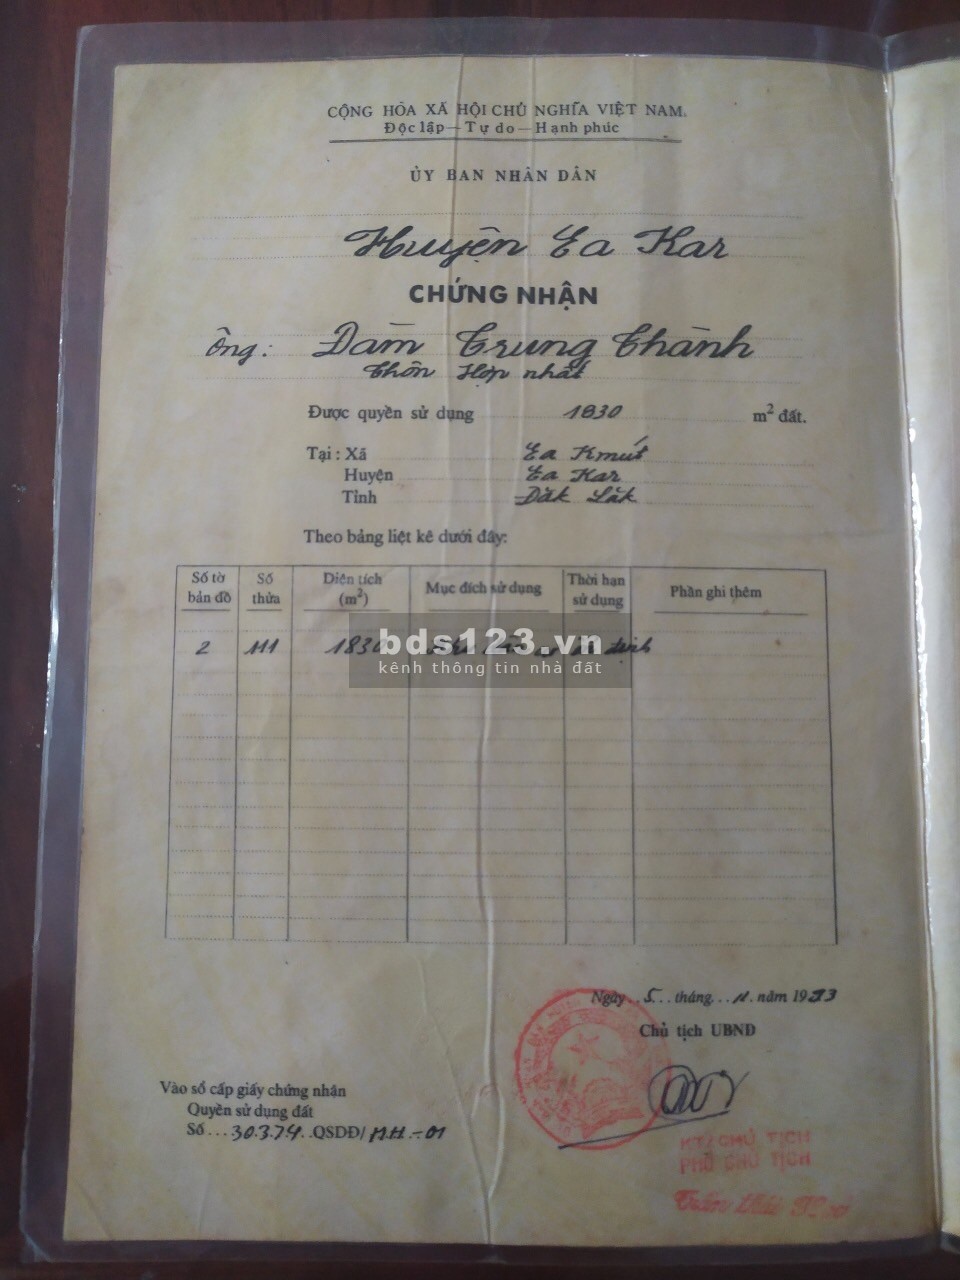 CỘNG HÒA XÃ HỘI CHỦ NGHĨA VIỆT NAM.
Độc lập — Tự do — Hạnh phúc
ỦY BAN NHÂN DÂN
Huyện Ea Kar
CHỨNG NHẬN
Ông: Đàm Trung Thành
Thôn Hợp nhất
Được quyền sử dụng 1830 m² đất.
Tại : Xã Ea Kmút
Huyện Ea Kar
Tỉnh Đăk Lăk
Theo bảng liệt kê dưới đây:
Số tờ bản đồ Số thửa Diện tích (m²) Mục đích sử dụng Thời hạn sử dụng Phần ghi thêm
2 111 1830 định
bds123.vn
kênh thông tin nhà đất
Ngày..5...tháng...11.năm 1993
Chủ tịch UBND
Vào sổ cấp giấy chứng nhận
Quyền sử dụng đất
Số...30374..QSDĐ/
KT/CHỦ TỊCH
PHÓ CHỦ TỊCH